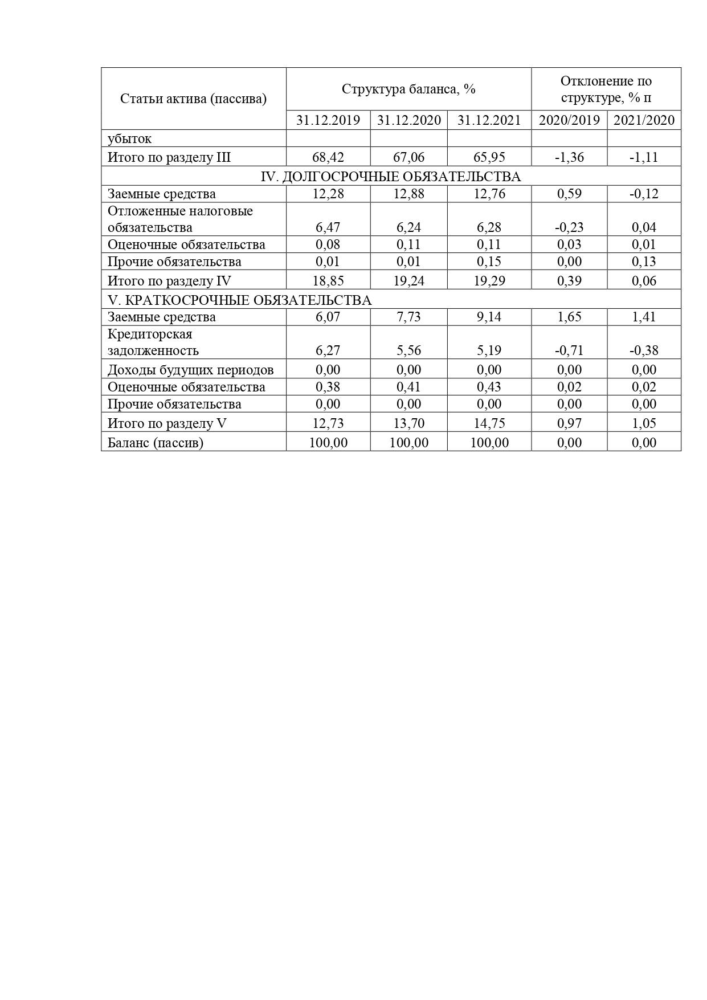 Статьи актива (пассива) Структура баланса, % Отклонение по структуре, % п
31.12.2019 31.12.2020 31.12.2021 2020/2019 2021/2020
убыток
Итого по разделу III 68,42 67,06 65,95 -1,36 -1,11
IV. ДОЛГОСРОЧНЫЕ ОБЯЗАТЕЛЬСТВА
Заемные средства 12,28 12,88 12,76 0,59 -0,12
Отложенные налоговые
обязательства 6,47 6,24 6,28 -0,23 0,04
Оценочные обязательства 0,08 0,11 0,11 0,03 0,01
Прочие обязательства 0,01 0,01 0,15 0,00 0,13
Итого по разделу IV 18,85 19,24 19,29 0,39 0,06
V. КРАТКОСРОЧНЫЕ ОБЯЗАТЕЛЬСТВА
Заемные средства 6,07 7,73 9,14 1,65 1,41
Кредиторская
задолженность 6,27 5,56 5,19 -0,71 -0,38
Доходы будущих периодов 0,00 0,00 0,00 0,00 0,00
Оценочные обязательства 0,38 0,41 0,43 0,02 0,02
Прочие обязательства 0,00 0,00 0,00 0,00 0,00
Итого по разделу V 12,73 13,70 14,75 0,97 1,05
Баланс (пассив) 100,00 100,00 100,00 0,00 0,00